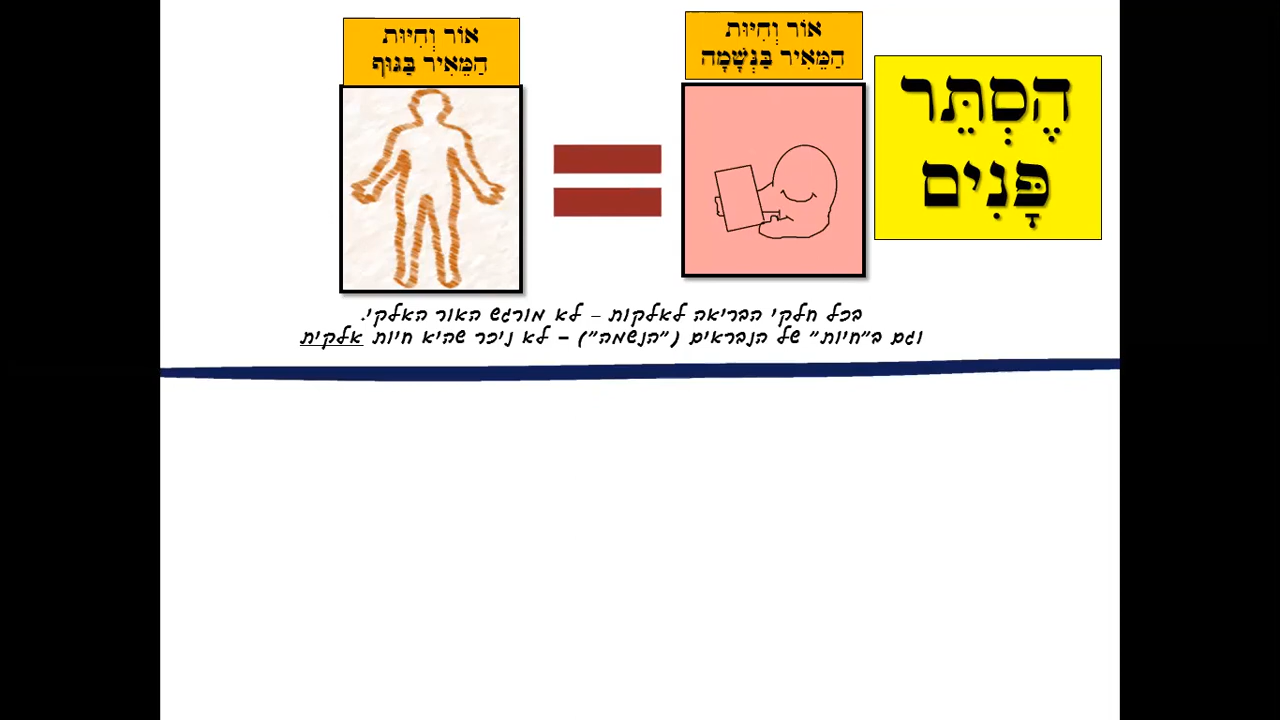 הֶסְתֵּר
פָּנִים
אוֹר וְחִיּוּת
הַמֵּאִיר בַּנְּשָׁמָה
אוֹר וְחִיּוּת
הַמֵּאִיר בַּגּוּף
בכל חלקי הבריאה לאלקות – לא מורגש האור האלקי.
וגם ב"חיות" של הנבראים ("הנשמה") – לא ניכר שהיא חיות אלקית